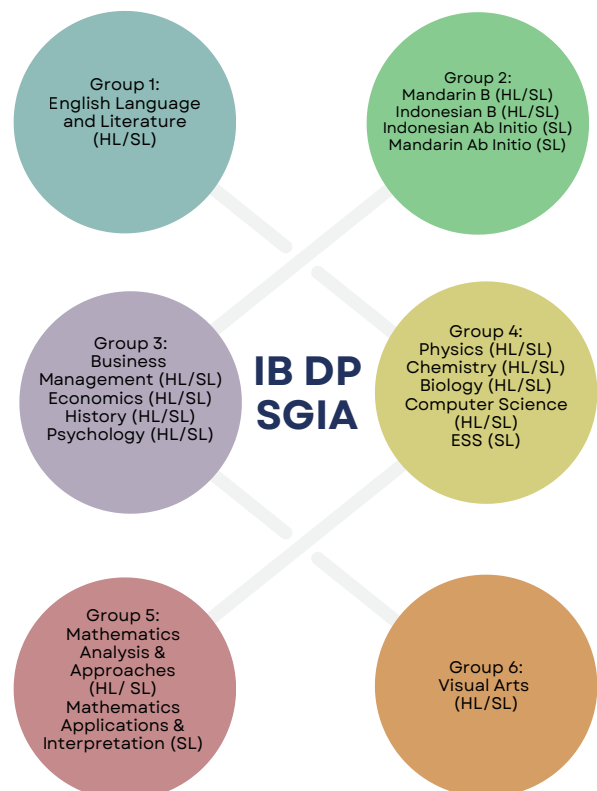 Group 1:
English Language
and Literature
(HL/SL)
Group 2:
Mandarin B (HL/SL)
Indonesian B (HL/SL)
Indonesian Ab Initio (SL)
Mandarin Ab Initio (SL)
Group 3:
Business
Management (HL/SL)
Economics (HL/SL)
History (HL/SL)
Psychology (HL/SL)
IB DP
SGIA
Group 4:
Physics (HL/SL)
Chemistry (HL/SL)
Biology (HL/SL)
Computer Science
(HL/SL)
ESS (SL)
Group 5:
Mathematics
Analysis &
Approaches
(HL/ SL)
Mathematics
Applications &
Interpretation (SL)
Group 6:
Visual Arts
(HL/SL)